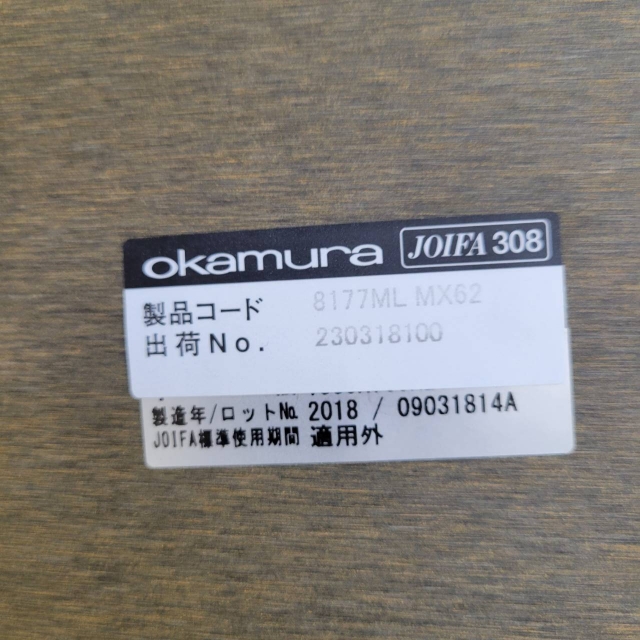 okamura JOIFA 308
製品コード 8177ML MX62
出荷No. 230318100
製造年/ロットNo. 2018 / 09031814A
JOIFA標準使用期間 適用外